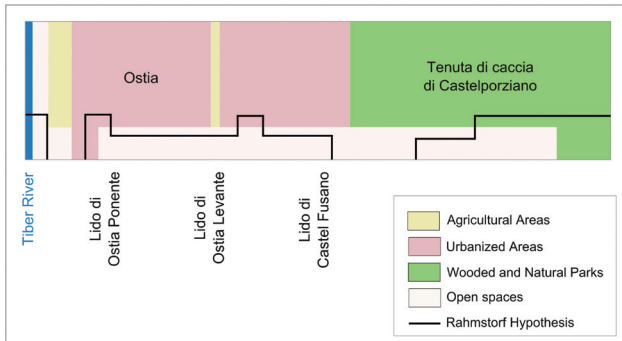 Ostia
Tenuta di caccia
di Castelporziano
Tiber River
Lido di
Ostia Ponente
Lido di
Ostia Levante
Lido di
Castel Fusano
Agricultural Areas
Urbanized Areas
Wooded and Natural Parks
Open spaces
Rahmstorf Hypothesis